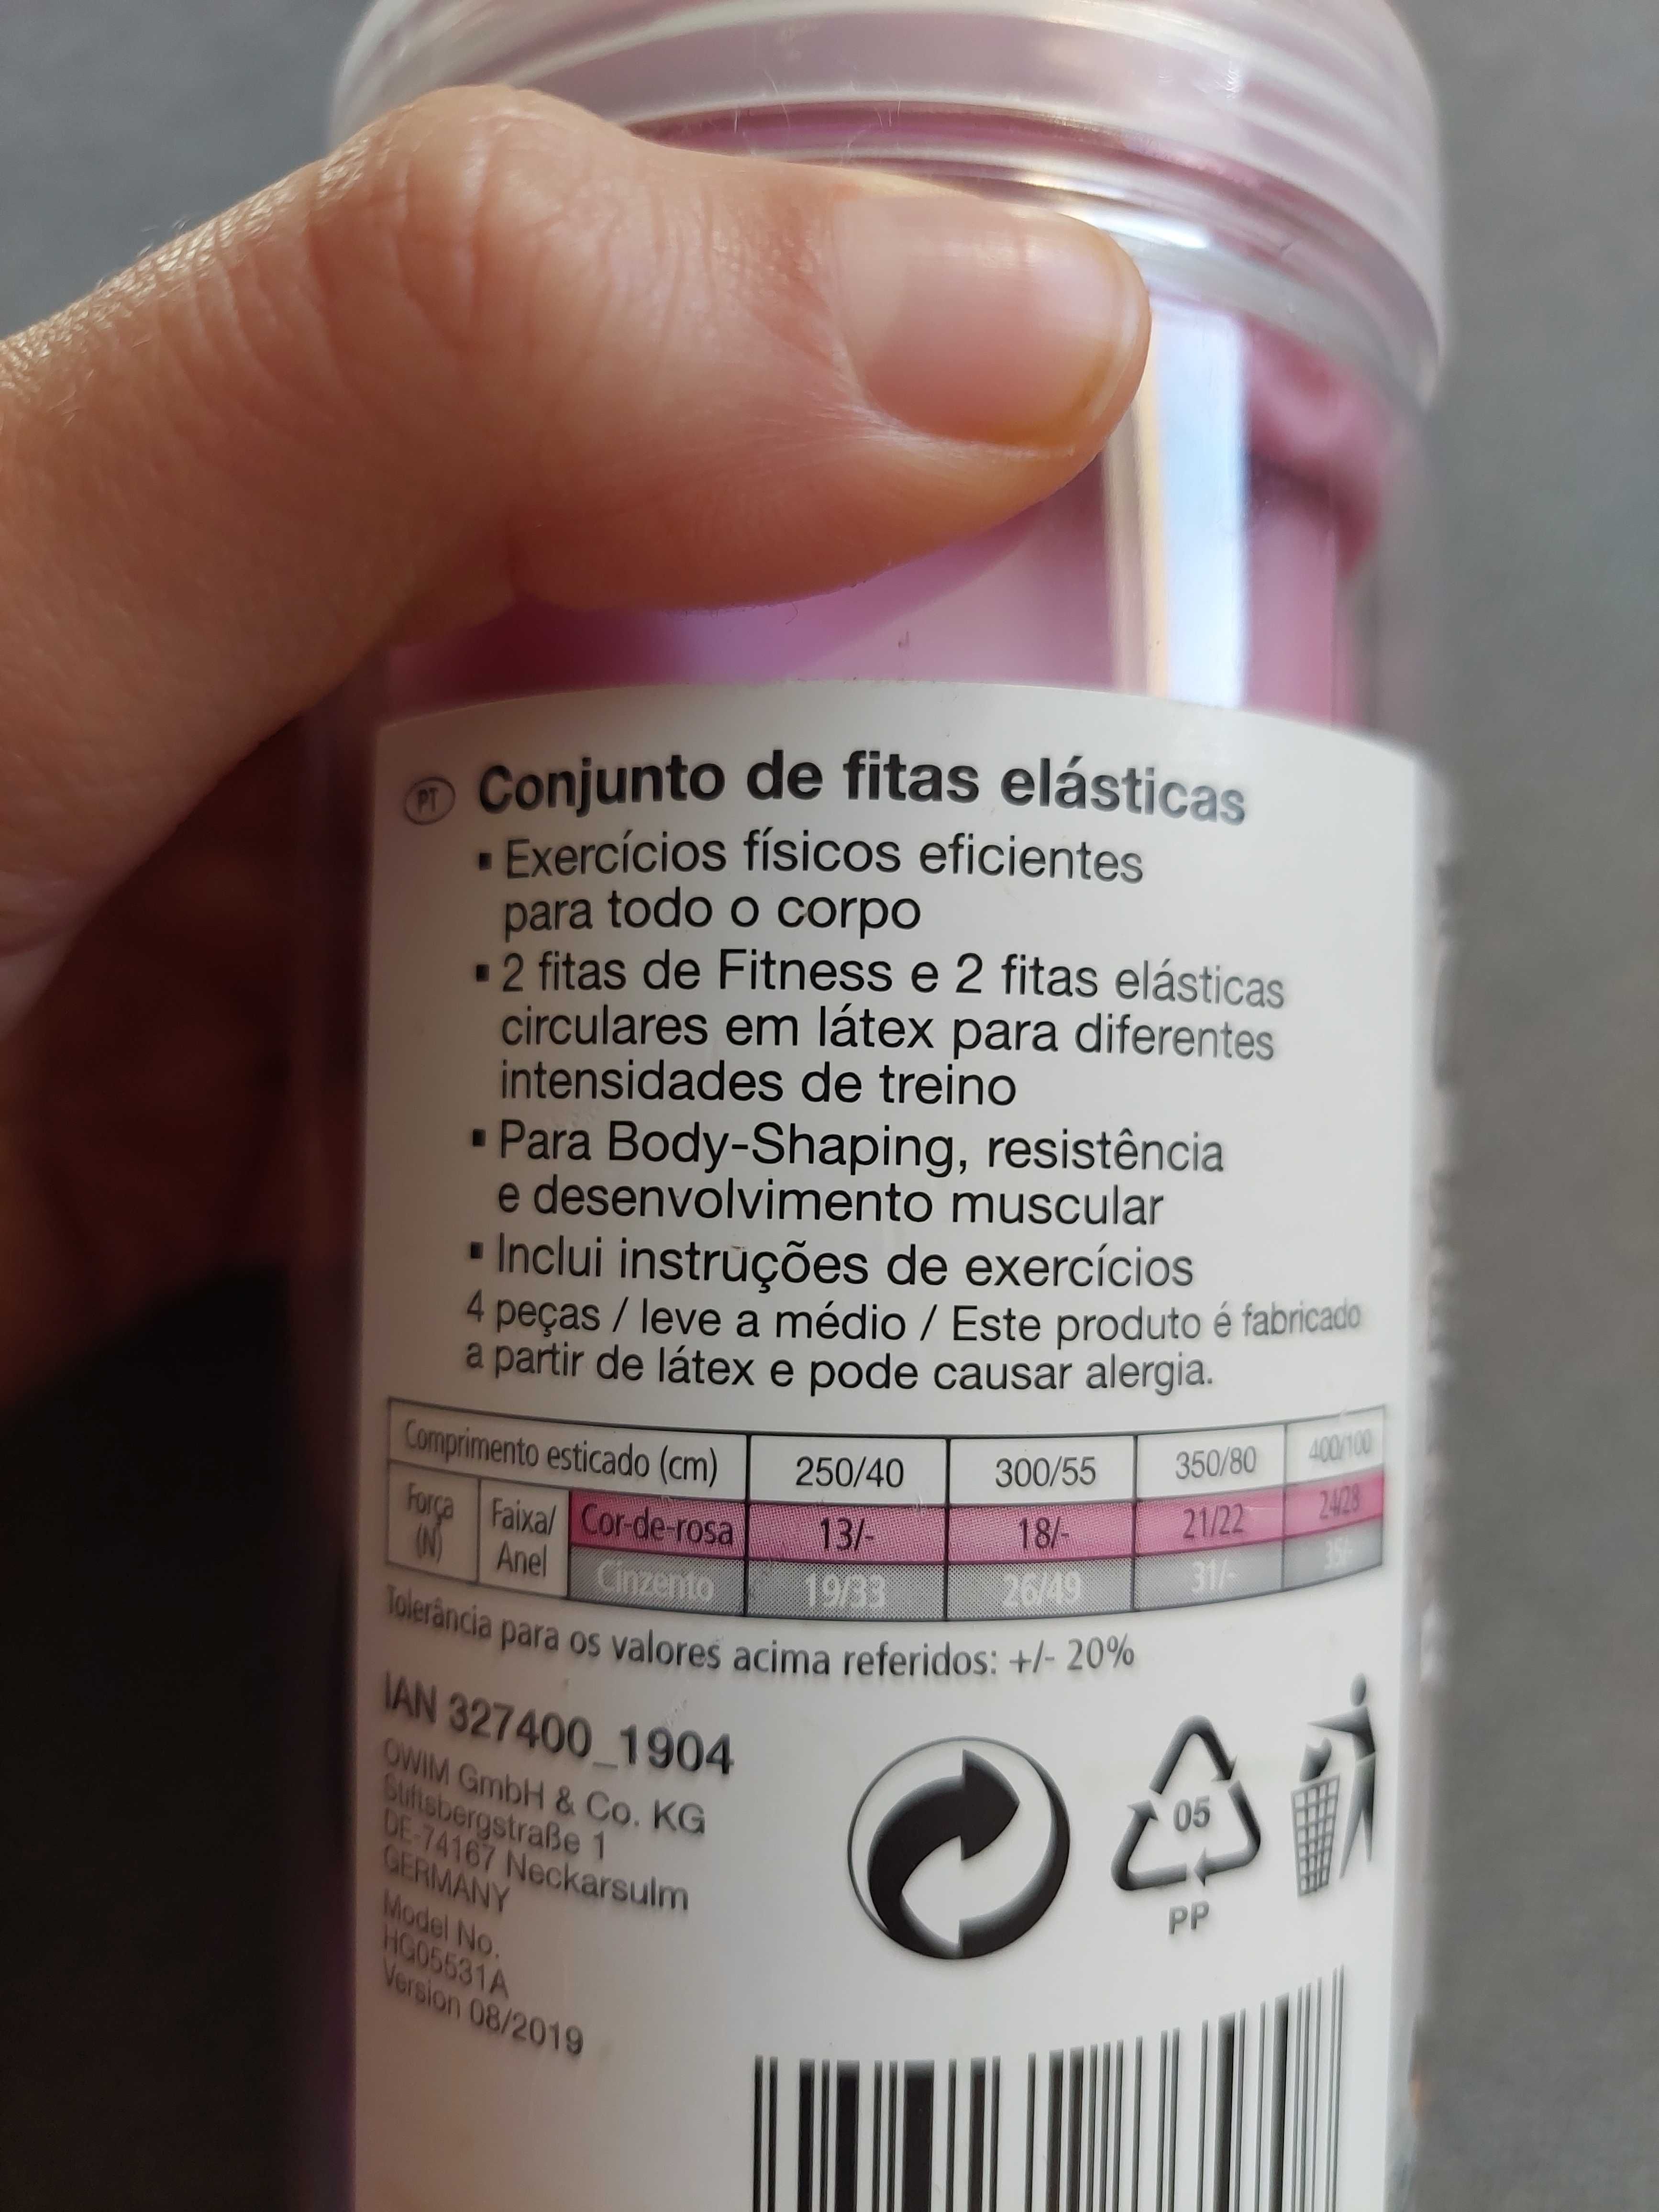 PT Conjunto de fitas elásticas
▪ Exercícios físicos eficientes
para todo o corpo
▪ 2 fitas de Fitness e 2 fitas elásticas
circulares em látex para diferentes
intensidades de treino
▪ Para Body-Shaping, resistência
e desenvolvimento muscular
▪ Inclui instruções de exercícios
4 peças / leve a médio / Este produto é fabricado
a partir de látex e pode causar alergia.
Comprimento esticado (cm) 250/40 300/55 350/80 400/100
Força (N) Faixa/ Anel Cor-de-rosa 13/- 18/- 21/22 24/28
Cinzento 19/33 26/49 31/- 35/-
Tolerância para os valores acima referidos: +/- 20%
IAN 327400_1904
OWIM GmbH & Co. KG
Stiftsbergstraße 1
DE-74167 Neckarsulm
GERMANY
Model No.
HG05531A
Version 08/2019
05
PP